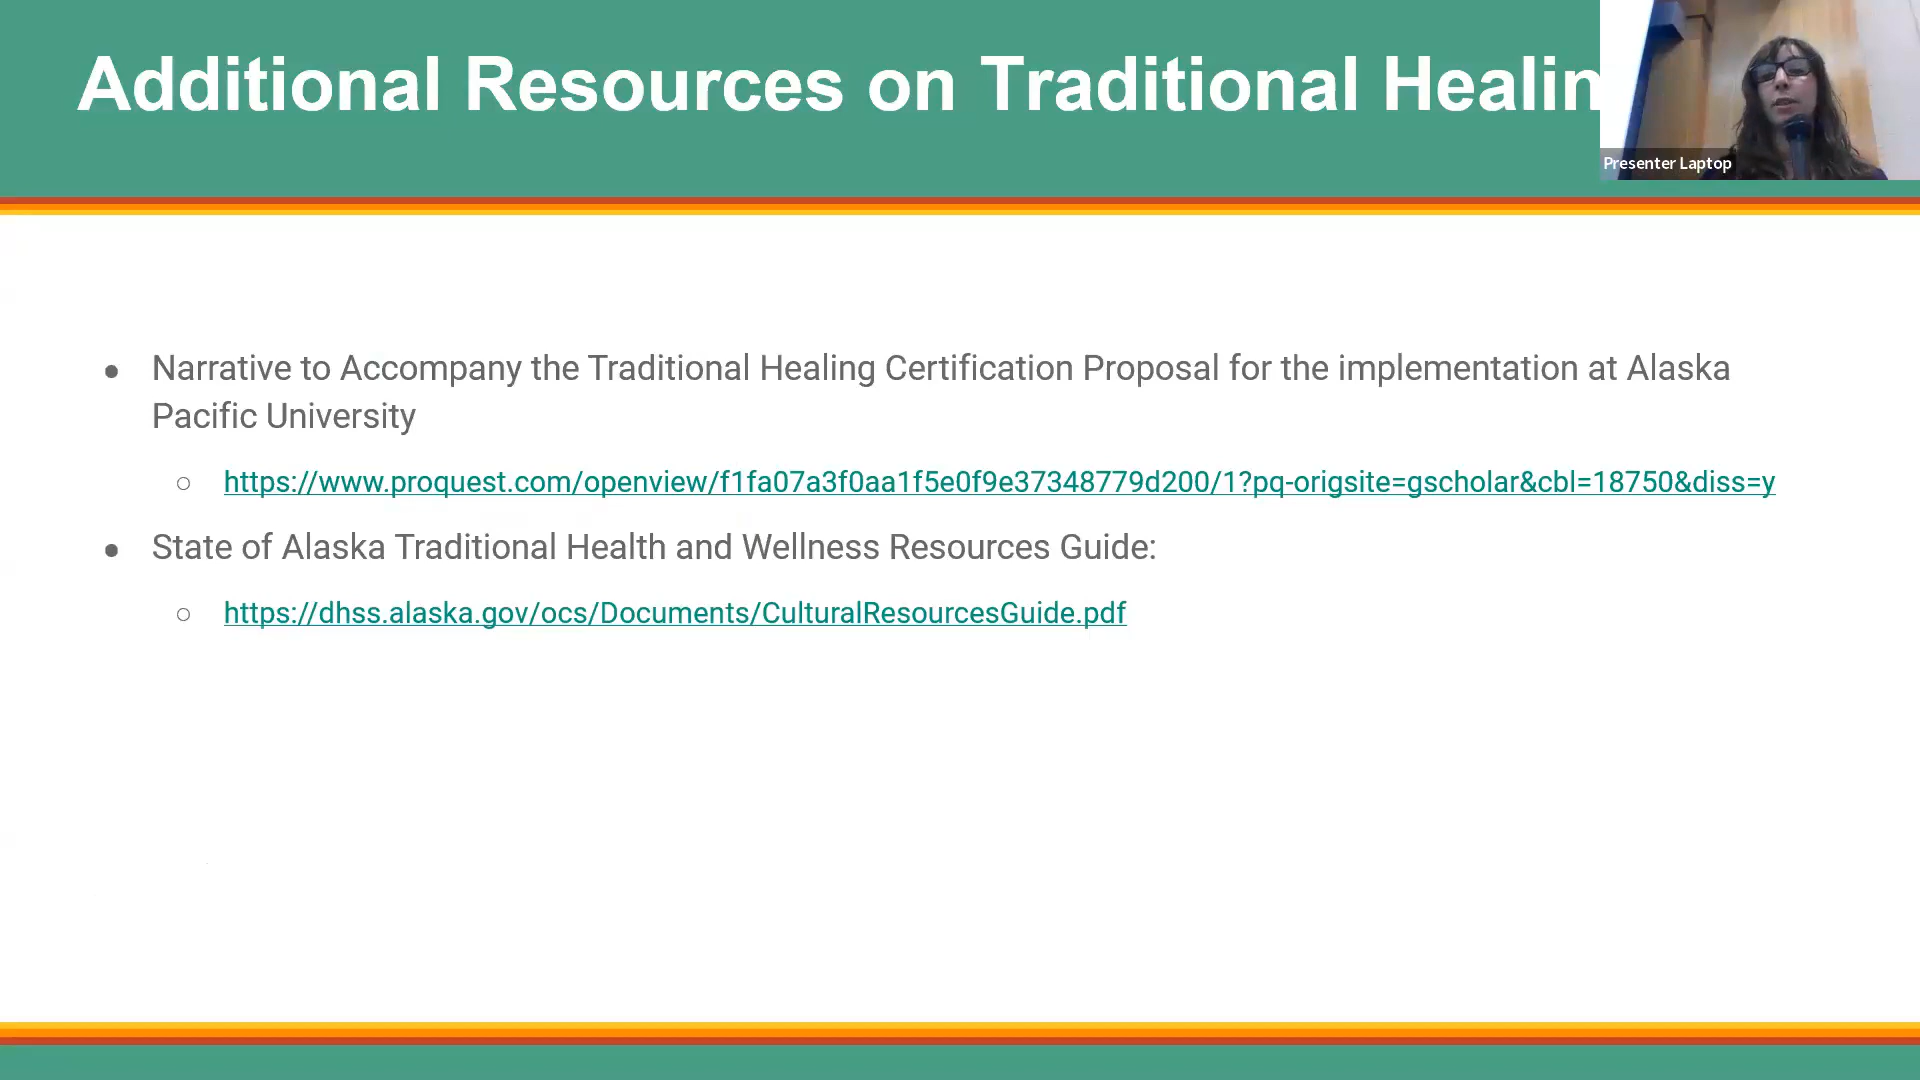 Additional Resources on Traditional Healin
Presenter Laptop
● Narrative to Accompany the Traditional Healing Certification Proposal for the implementation at Alaska
Pacific University
○ https://www.proquest.com/openview/f1fa07a3f0aa1f5e0f9e37348779d200/1?pq-origsite=gscholar&cbl=18750&diss=y
● State of Alaska Traditional Health and Wellness Resources Guide:
○ https://dhss.alaska.gov/ocs/Documents/CulturalResourcesGuide.pdf